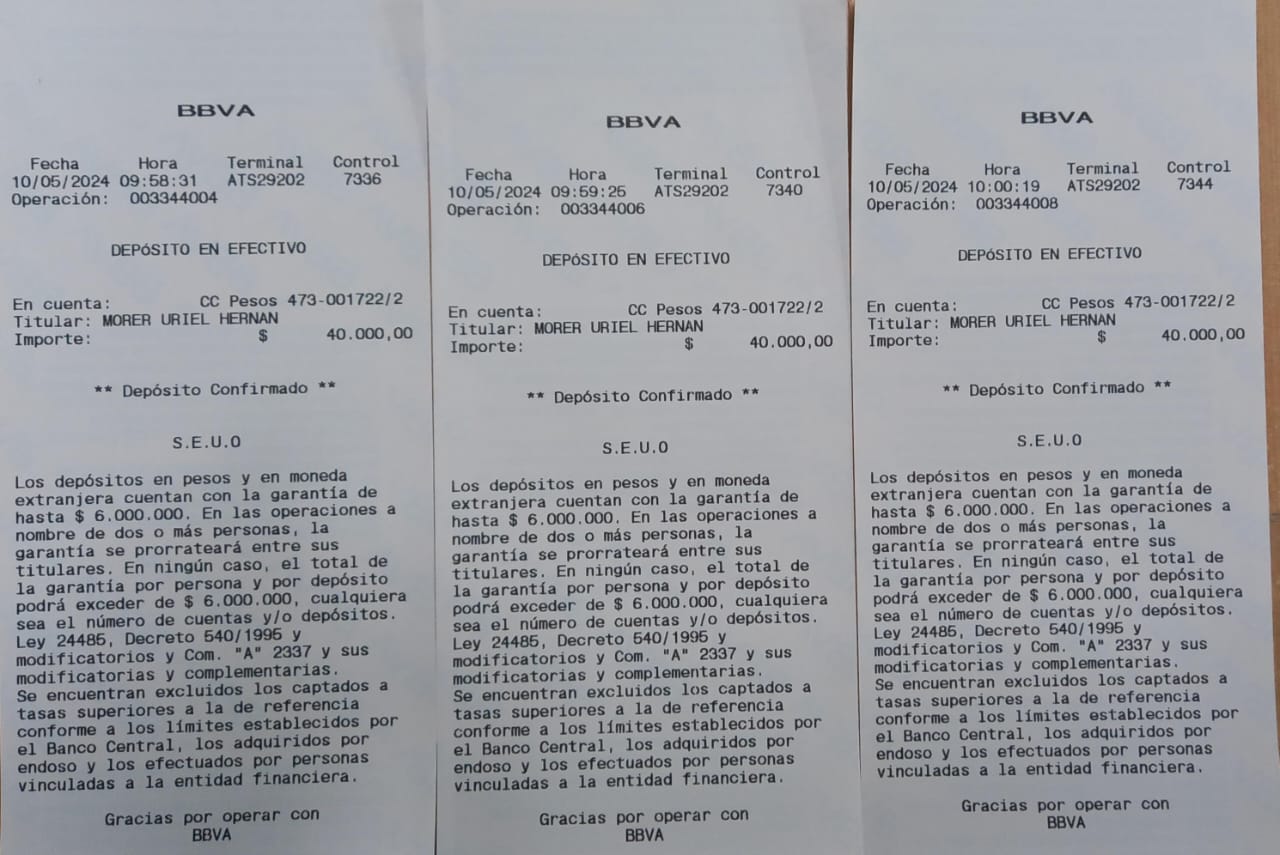 BBVA
Fecha Hora Terminal Control
10/05/2024 09:58:31 ATS29202 7336
Operación: 003344004
DEPóSITO EN EFECTIVO
En cuenta: CC Pesos 473-001722/2
Titular: MORER URIEL HERNAN
Importe: $ 40.000,00
** Depósito Confirmado **
S.E.U.O
Los depósitos en pesos y en moneda
extranjera cuentan con la garantía de
hasta $ 6.000.000. En las operaciones a
nombre de dos o más personas, la
garantía se prorrateará entre sus
titulares. En ningún caso, el total de
la garantía por persona y por depósito
podrá exceder de $ 6.000.000, cualquiera
sea el número de cuentas y/o depósitos.
Ley 24485, Decreto 540/1995 y
modificatorios y Com. "A" 2337 y sus
modificatorias y complementarias.
Se encuentran excluidos los captados a
tasas superiores a la de referencia
conforme a los límites establecidos por
el Banco Central, los adquiridos por
endoso y los efectuados por personas
vinculadas a la entidad financiera.
Gracias por operar con
BBVA
BBVA
Fecha Hora Terminal Control
10/05/2024 09:59:25 ATS29202 7340
Operación: 003344006
DEPóSITO EN EFECTIVO
En cuenta: CC Pesos 473-001722/2
Titular: MORER URIEL HERNAN
Importe: $ 40.000,00
** Depósito Confirmado **
S.E.U.O
Los depósitos en pesos y en moneda
extranjera cuentan con la garantía de
hasta $ 6.000.000. En las operaciones a
nombre de dos o más personas, la
garantía se prorrateará entre sus
titulares. En ningún caso, el total de
la garantía por persona y por depósito
podrá exceder de $ 6.000.000, cualquiera
sea el número de cuentas y/o depósitos.
Ley 24485, Decreto 540/1995 y
modificatorios y Com. "A" 2337 y sus
modificatorias y complementarias.
Se encuentran excluidos los captados a
tasas superiores a la de referencia
conforme a los límites establecidos por
el Banco Central, los adquiridos por
endoso y los efectuados por personas
vinculadas a la entidad financiera.
Gracias por operar con
BBVA
BBVA
Fecha Hora Terminal Control
10/05/2024 10:00:19 ATS29202 7344
Operación: 003344008
DEPóSITO EN EFECTIVO
En cuenta: CC Pesos 473-001722/2
Titular: MORER URIEL HERNAN
Importe: $ 40.000,00
** Depósito Confirmado **
S.E.U.O
Los depósitos en pesos y en moneda
extranjera cuentan con la garantía de
hasta $ 6.000.000. En las operaciones a
nombre de dos o más personas, la
garantía se prorrateará entre sus
titulares. En ningún caso, el total de
la garantía por persona y por depósito
podrá exceder de $ 6.000.000, cualquiera
sea el número de cuentas y/o depósitos.
Ley 24485, Decreto 540/1995 y
modificatorios y Com. "A" 2337 y sus
modificatorias y complementarias.
Se encuentran excluidos los captados a
tasas superiores a la de referencia
conforme a los límites establecidos por
el Banco Central, los adquiridos por
endoso y los efectuados por personas
vinculadas a la entidad financiera.
Gracias por operar con
BBVA